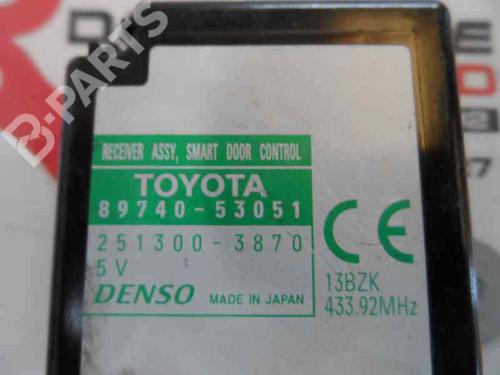 B-PARTS
RECEIVER ASSY, SMART DOOR CONTROL
TOYOTA
89740-53051
251300-3870
5V
DENSO MADE IN JAPAN
CE
13BZK
433.92MHz